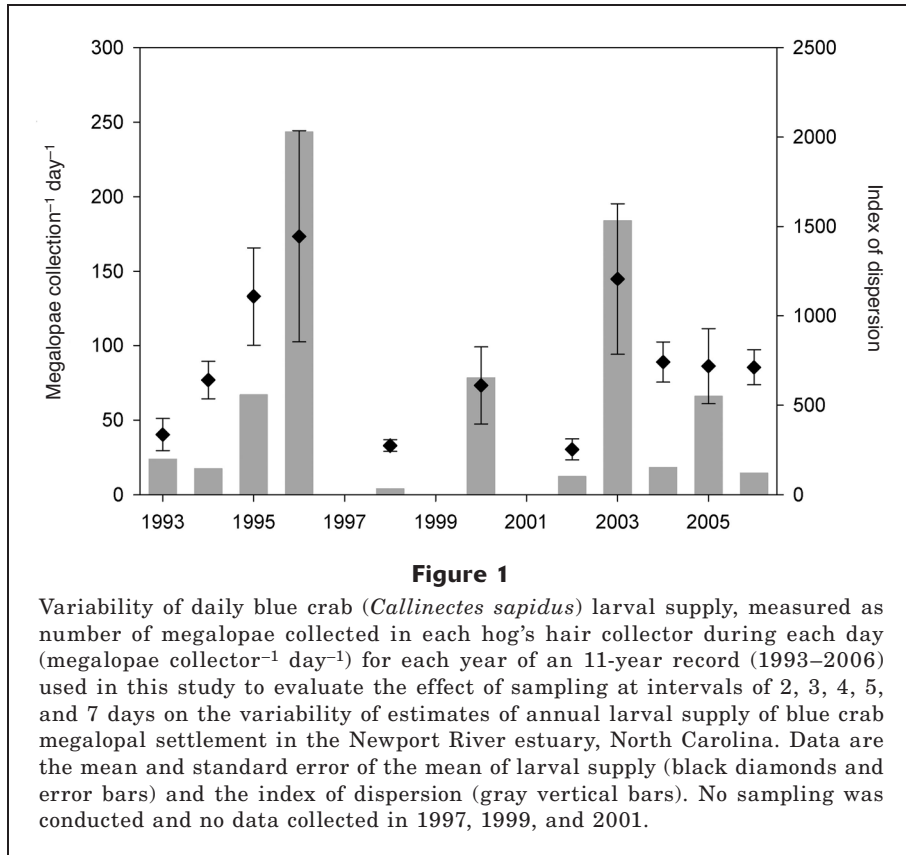 300
250
200
150
100
50
0
2500
2000
1500
1000
500
0
1993
1995
1997
1999
2001
2003
2005
Megalopae collection⁻¹ day⁻¹
Index of dispersion
Figure 1
Variability of daily blue crab (Callinectes sapidus) larval supply, measured as
number of megalopae collected in each hog's hair collector during each day
(megalopae collector⁻¹ day⁻¹) for each year of an 11-year record (1993–2006)
used in this study to evaluate the effect of sampling at intervals of 2, 3, 4, 5,
and 7 days on the variability of estimates of annual larval supply of blue crab
megalopal settlement in the Newport River estuary, North Carolina. Data are
the mean and standard error of the mean of larval supply (black diamonds and
error bars) and the index of dispersion (gray vertical bars). No sampling was
conducted and no data collected in 1997, 1999, and 2001.